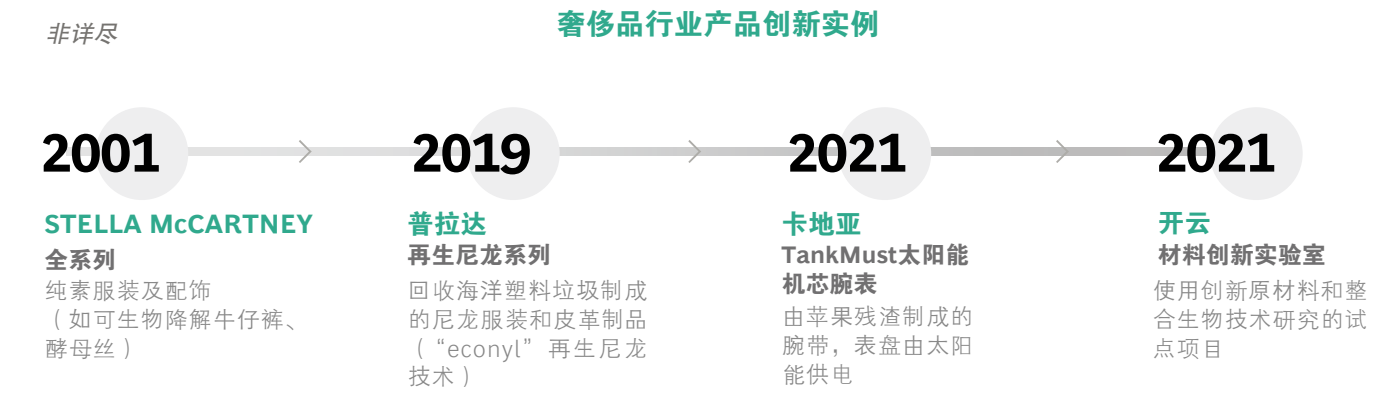 非详尽
奢侈品行业产品创新实例
2001
STELLA McCARTNEY
全系列
纯素服装及配饰
（如可生物降解牛仔裤、
酵母丝）
2019
普拉达
再生尼龙系列
回收海洋塑料垃圾制成
的尼龙服装和皮革制品
（“econyl”再生尼龙
技术）
2021
卡地亚
TankMust太阳能
机芯腕表
由苹果残渣制成的
腕带，表盘由太阳
能供电
2021
开云
材料创新实验室
使用创新原材料和整
合生物技术研究的试
点项目